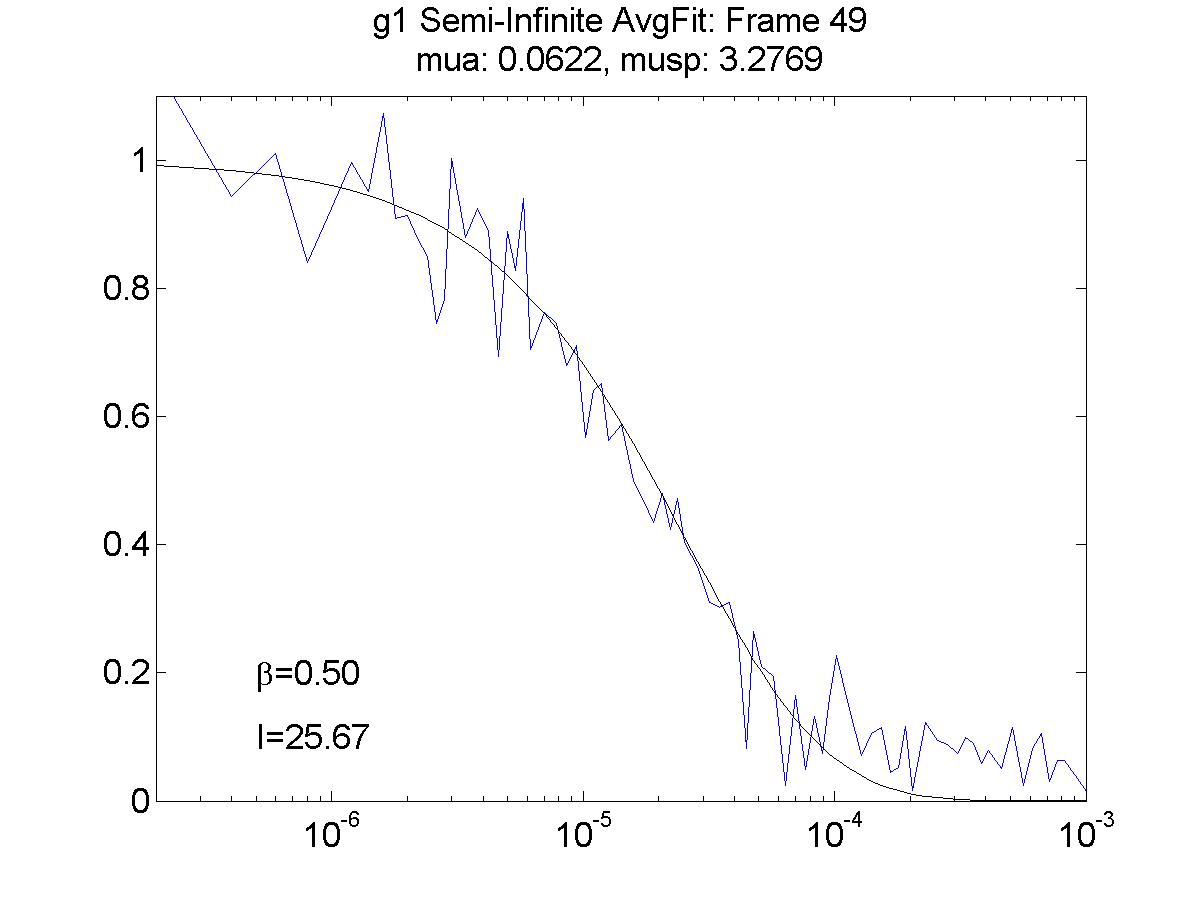 g1 Semi-Infinite AvgFit: Frame 49
mua: 0.0622, musp: 3.2769
1
0.8
0.6
0.4
0.2
0
β=0.50
I=25.67
10^-6
10^-5
10^-4
10^-3